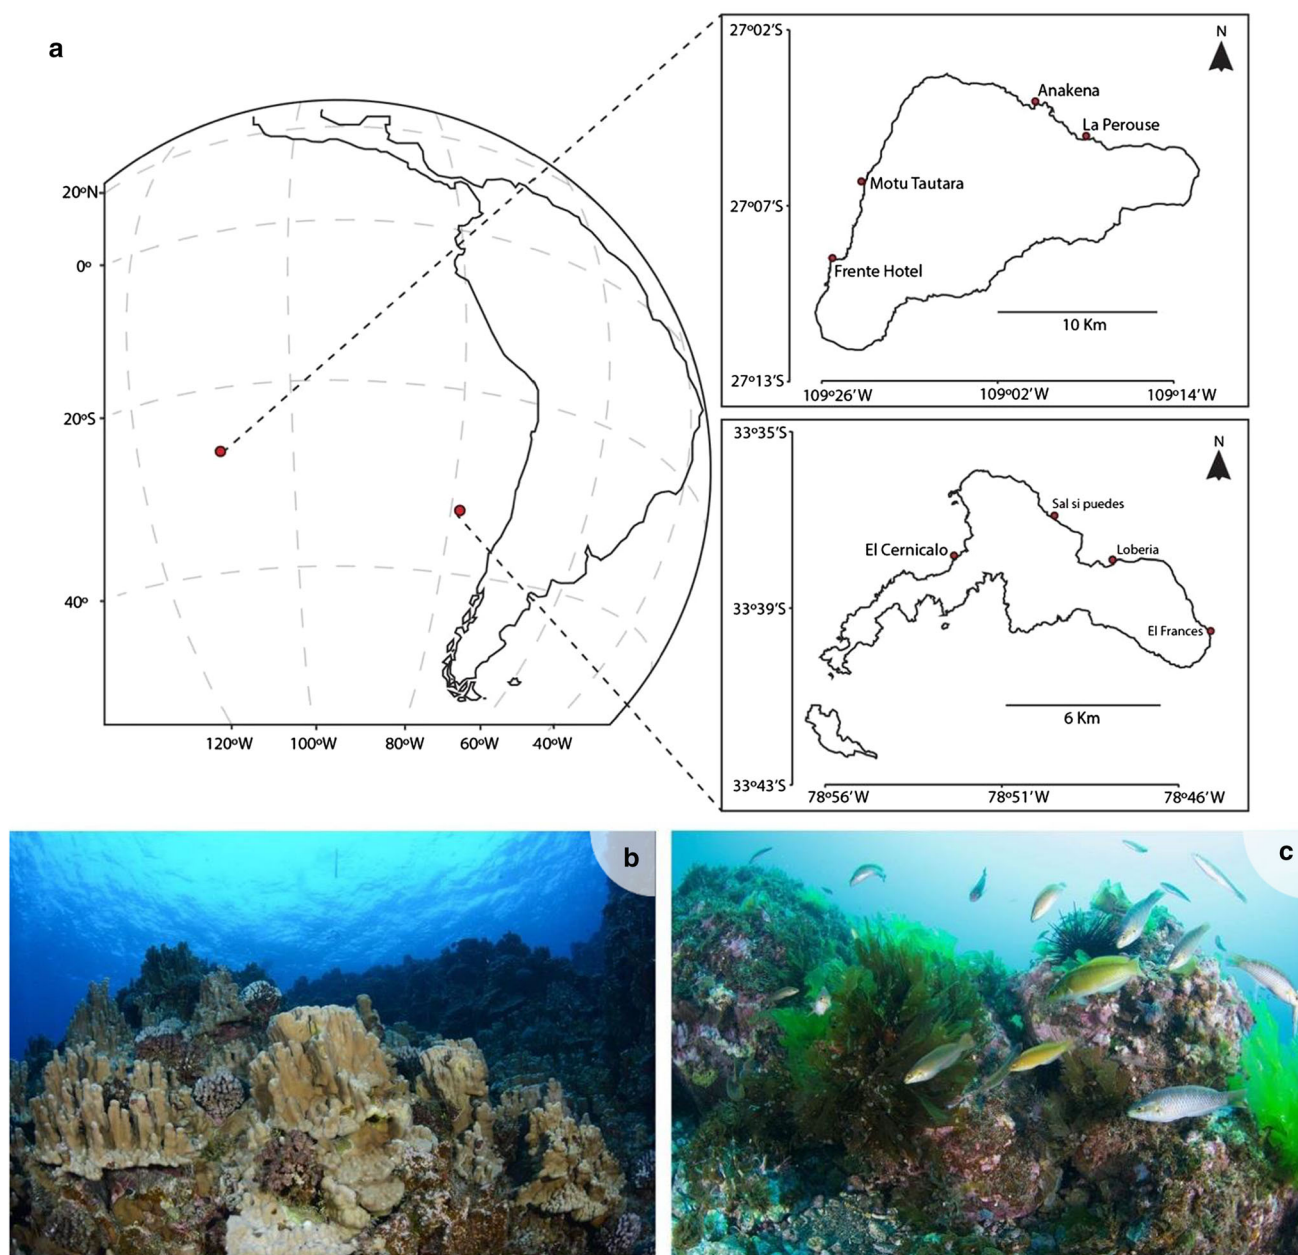 a
20ºN
0º
20ºS
40º
120ºW 100ºW 80ºW 60ºW 40ºW
27º02'S
27º07'S
27º13'S
N
Anakena
La Perouse
Motu Tautara
Frente Hotel
10 Km
109º26'W 109º02'W 109º14'W
33º35'S
33º39'S
33º43'S
N
Sal si puedes
El Cernicalo
Loberia
El Frances
6 Km
78º56'W 78º51'W 78º46'W
b
c